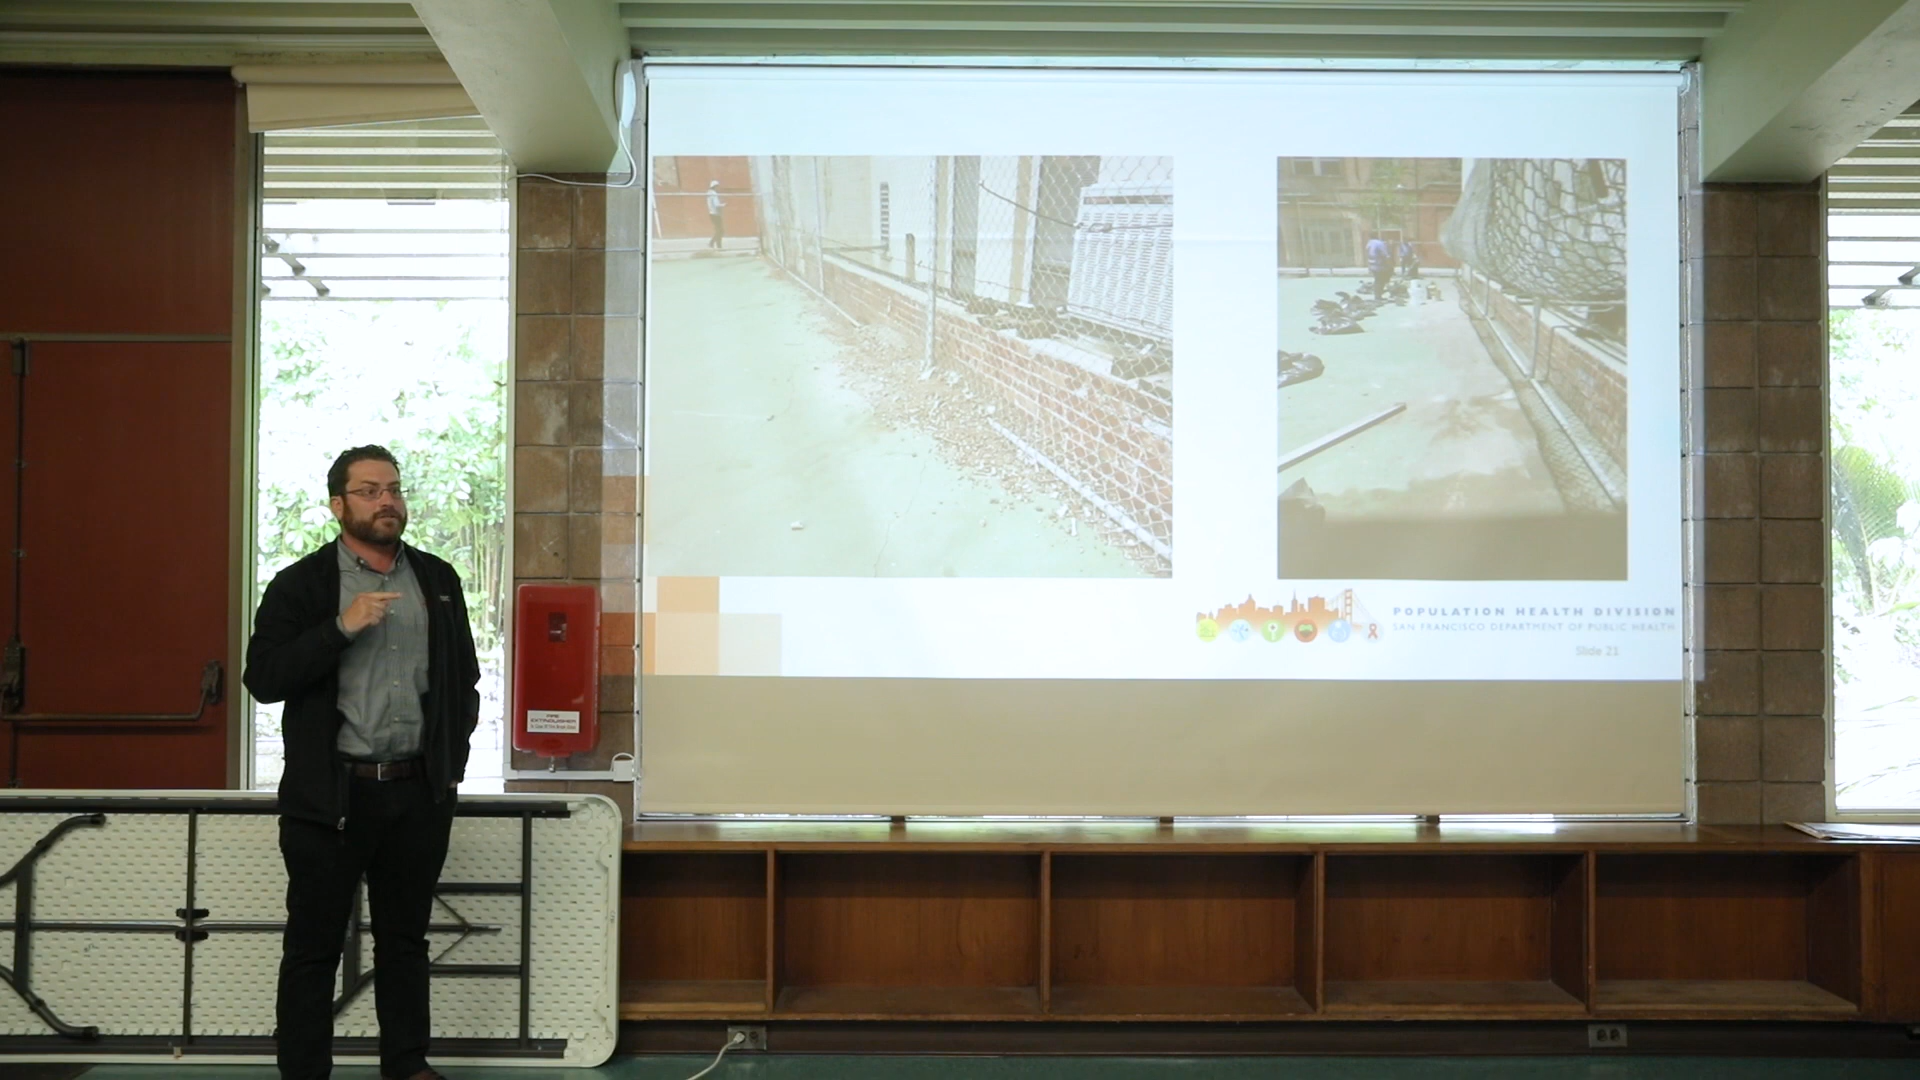 POPULATION HEALTH DIVISION
SAN FRANCISCO DEPARTMENT OF PUBLIC HEALTH
Slide 21
FIRE
EXTINGUISHER